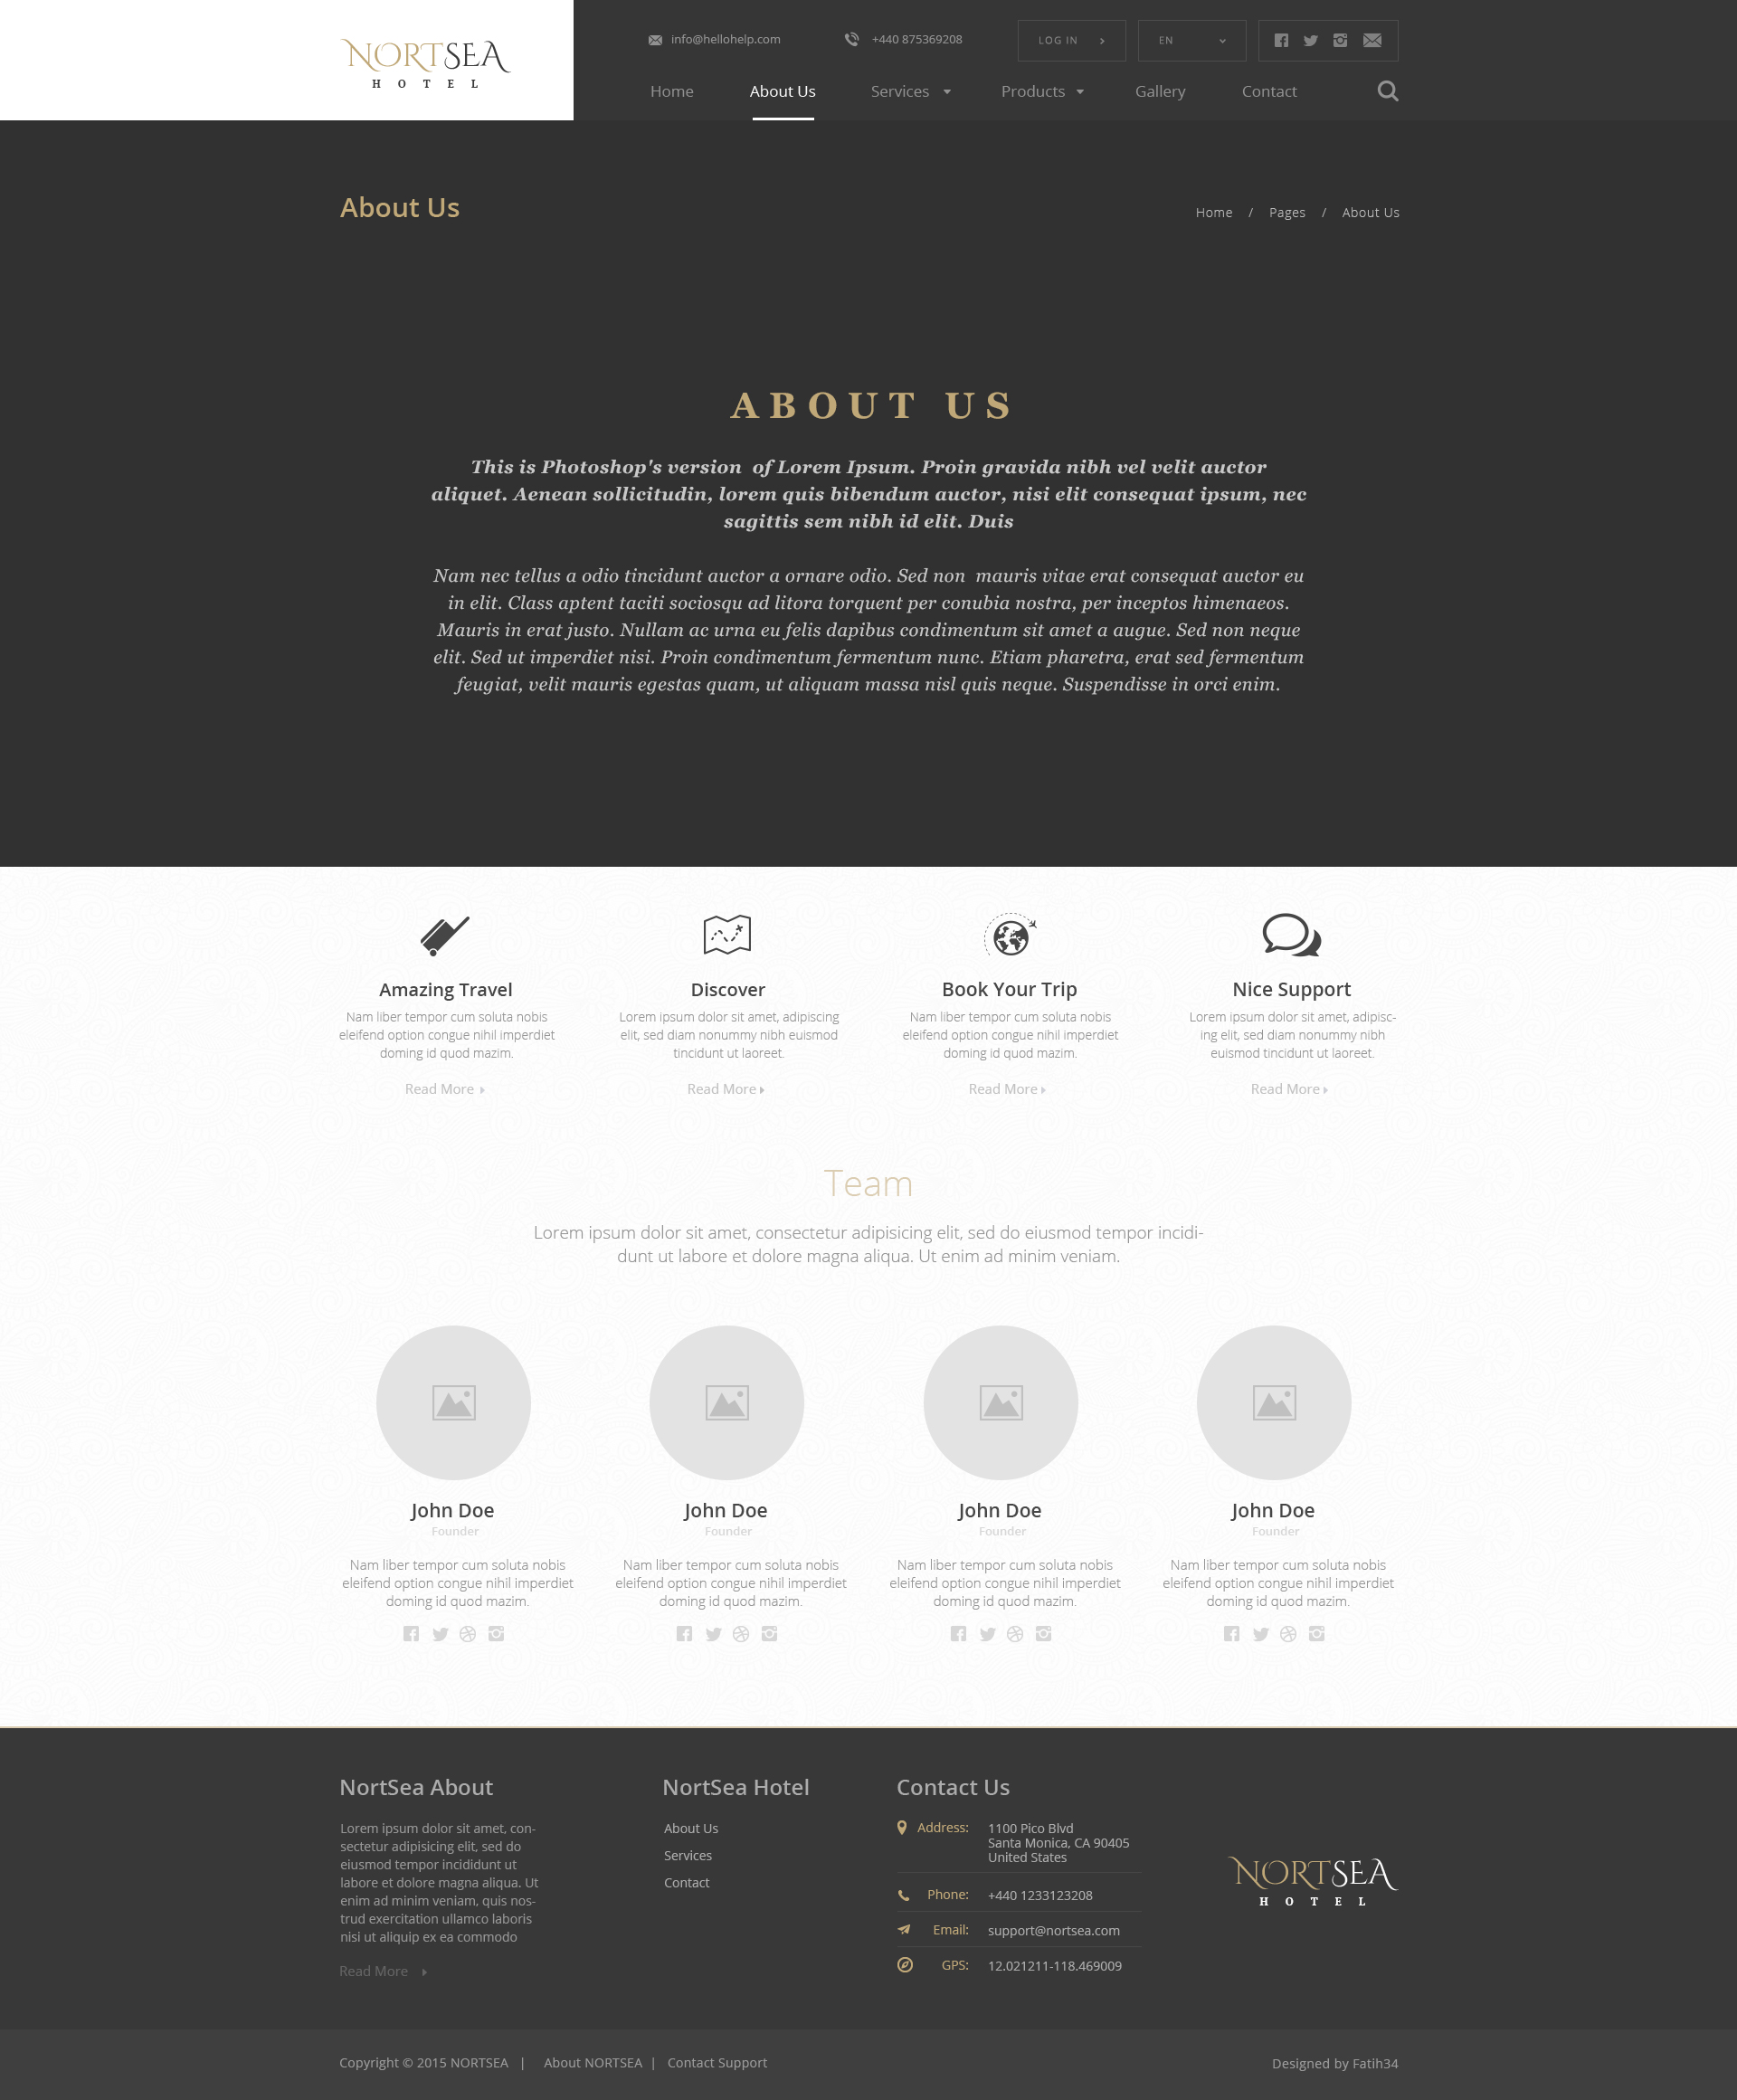 NORTSEA
HOTEL
info@hellohelp.com
+440 875369208
LOG IN
EN
Home
About Us
Services
Products
Gallery
Contact
About Us
Home / Pages / About Us
ABOUT US
This is Photoshop's version of Lorem Ipsum. Proin gravida nibh vel velit auctor
aliquet. Aenean sollicitudin, lorem quis bibendum auctor, nisi elit consequat ipsum, nec
sagittis sem nibh id elit. Duis
Nam nec tellus a odio tincidunt auctor a ornare odio. Sed non mauris vitae erat consequat auctor eu
in elit. Class aptent taciti sociosqu ad litora torquent per conubia nostra, per inceptos himenaeos.
Mauris in erat justo. Nullam ac urna eu felis dapibus condimentum sit amet a augue. Sed non neque
elit. Sed ut imperdiet nisi. Proin condimentum fermentum nunc. Etiam pharetra, erat sed fermentum
feugiat, velit mauris egestas quam, ut aliquam massa nisl quis neque. Suspendisse in orci enim.
Amazing Travel
Nam liber tempor cum soluta nobis
eleifend option congue nihil imperdiet
doming id quod mazim.
Read More
Discover
Lorem ipsum dolor sit amet, adipiscing
elit, sed diam nonummy nibh euismod
tincidunt ut laoreet.
Read More
Book Your Trip
Nam liber tempor cum soluta nobis
eleifend option congue nihil imperdiet
doming id quod mazim.
Read More
Nice Support
Lorem ipsum dolor sit amet, adipisc-
ing elit, sed diam nonummy nibh
euismod tincidunt ut laoreet.
Read More
Team
Lorem ipsum dolor sit amet, consectetur adipisicing elit, sed do eiusmod tempor incidi-
dunt ut labore et dolore magna aliqua. Ut enim ad minim veniam.
John Doe
Founder
Nam liber tempor cum soluta nobis
eleifend option congue nihil imperdiet
doming id quod mazim.
John Doe
Founder
Nam liber tempor cum soluta nobis
eleifend option congue nihil imperdiet
doming id quod mazim.
John Doe
Founder
Nam liber tempor cum soluta nobis
eleifend option congue nihil imperdiet
doming id quod mazim.
John Doe
Founder
Nam liber tempor cum soluta nobis
eleifend option congue nihil imperdiet
doming id quod mazim.
NortSea About
Lorem ipsum dolor sit amet, con-
sectetur adipisicing elit, sed do
eiusmod tempor incididunt ut
labore et dolore magna aliqua. Ut
enim ad minim veniam, quis nos-
trud exercitation ullamco laboris
nisi ut aliquip ex ea commodo
Read More
NortSea Hotel
About Us
Services
Contact
Contact Us
Address: 1100 Pico Blvd
Santa Monica, CA 90405
United States
Phone: +440 1233123208
Email: support@nortsea.com
GPS: 12.021211-118.469009
NORTSEA
HOTEL
Copyright © 2015 NORTSEA | About NORTSEA | Contact Support
Designed by Fatih34